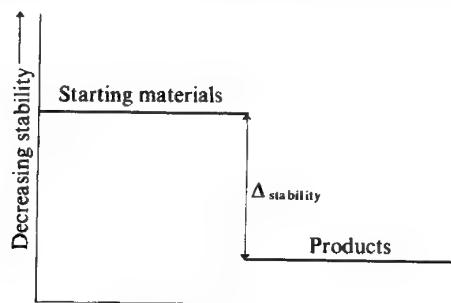 Decreasing stability
Starting materials
Δ stability
Products